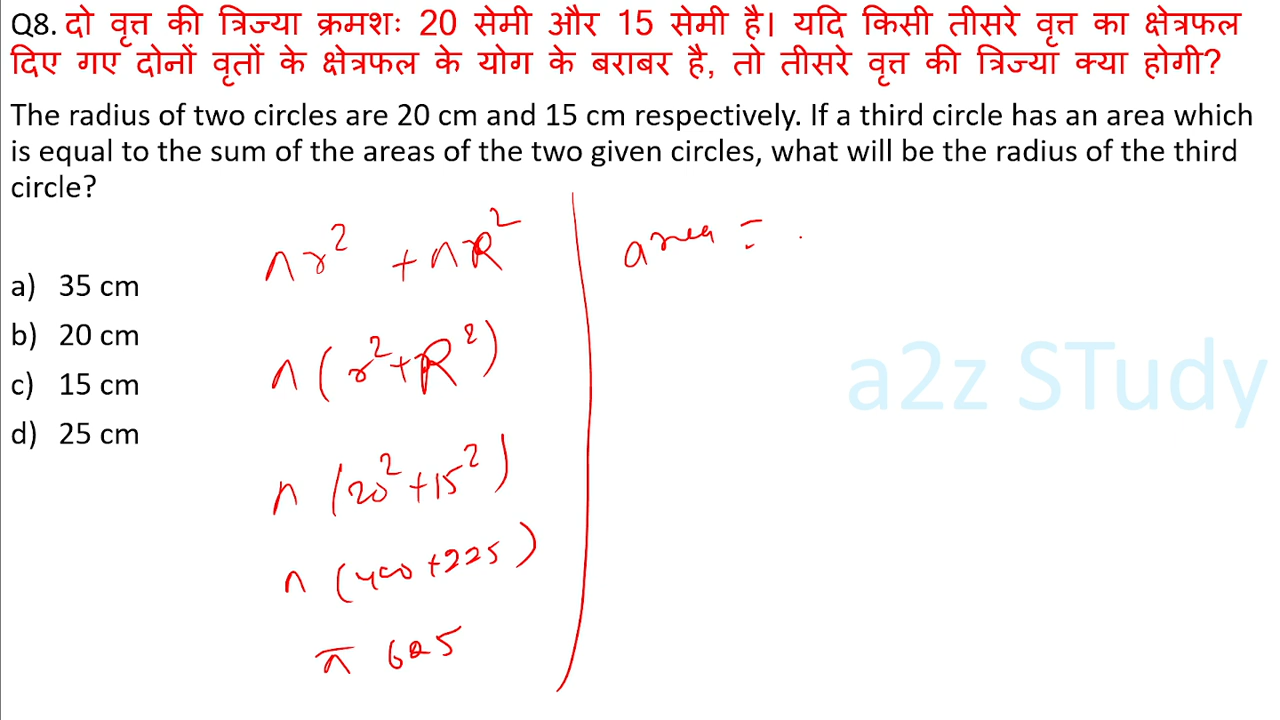 Q8. दो वृत्त की त्रिज्या क्रमशः 20 सेमी और 15 सेमी है। यदि किसी तीसरे वृत्त का क्षेत्रफल
दिए गए दोनों वृतों के क्षेत्रफल के योग के बराबर है, तो तीसरे वृत्त की त्रिज्या क्या होगी?
The radius of two circles are 20 cm and 15 cm respectively. If a third circle has an area which
is equal to the sum of the areas of the two given circles, what will be the radius of the third
circle?
a) 35 cm
b) 20 cm
c) 15 cm
d) 25 cm
πr² + πR²
π(r²+R²)
π(20²+15²)
π(400+225)
π 625
area = .
a2z STudy